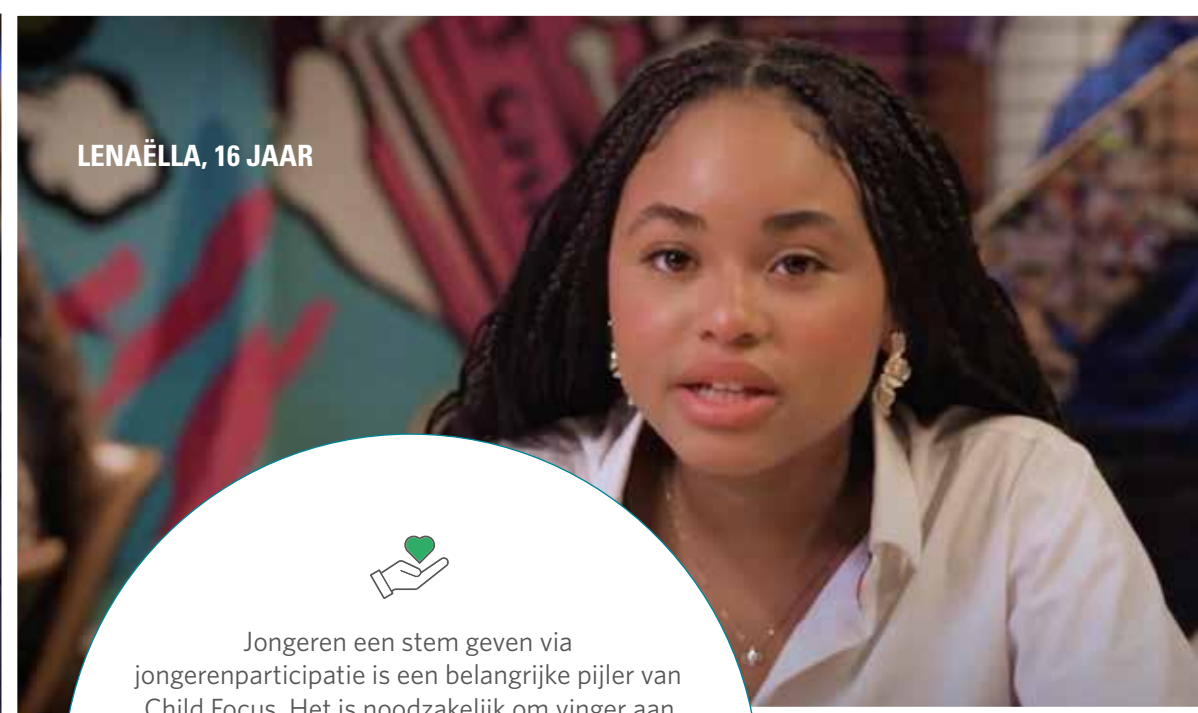 LENAËLLA, 16 JAAR
Jongeren een stem geven via
jongerenparticipatie is een belangrijke pijler van
Child Focus. Het is noodzakelijk om vinger aan